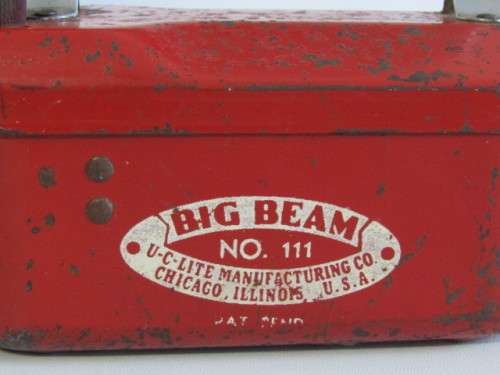 BIG BEAM
NO. 111
U-C-LITE MANUFACTURING CO.
CHICAGO, ILLINOIS, U.S.A.
PAT. PEND.